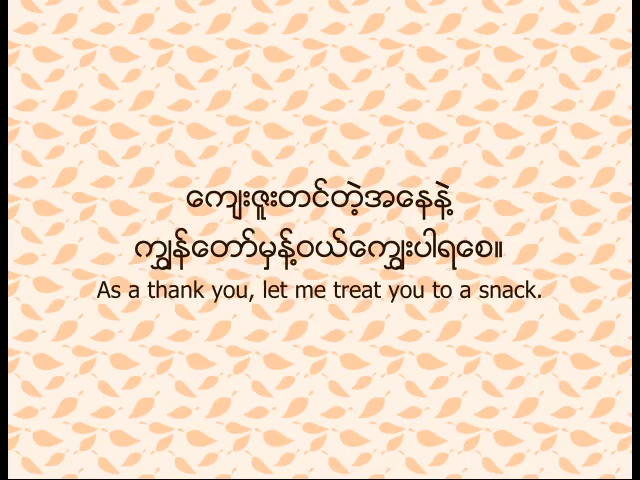 ကျေးဇူးတင်တဲ့အနေနဲ့
ကျွန်တော်မုန့်ဝယ်ကျွေးပါရစေ။
As a thank you, let me treat you to a snack.